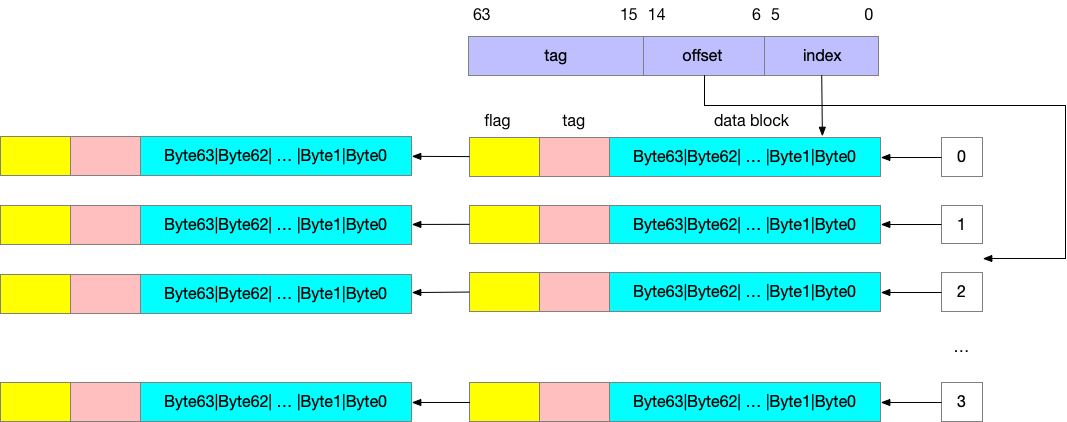 63 15 14 6 5 0
tag offset index
flag tag data block
Byte63|Byte62| ... |Byte1|Byte0 Byte63|Byte62| ... |Byte1|Byte0 0
Byte63|Byte62| ... |Byte1|Byte0 Byte63|Byte62| ... |Byte1|Byte0 1
Byte63|Byte62| ... |Byte1|Byte0 Byte63|Byte62| ... |Byte1|Byte0 2
...
Byte63|Byte62| ... |Byte1|Byte0 Byte63|Byte62| ... |Byte1|Byte0 3